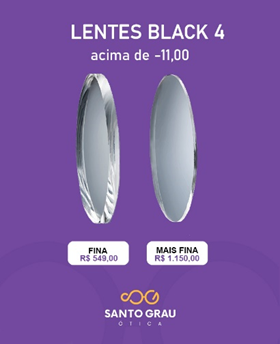 LENTES BLACK 4
acima de -11,00
FINA
R$ 549,00
MAIS FINA
R$ 1.150,00
SANTO GRAU
ÓTICA